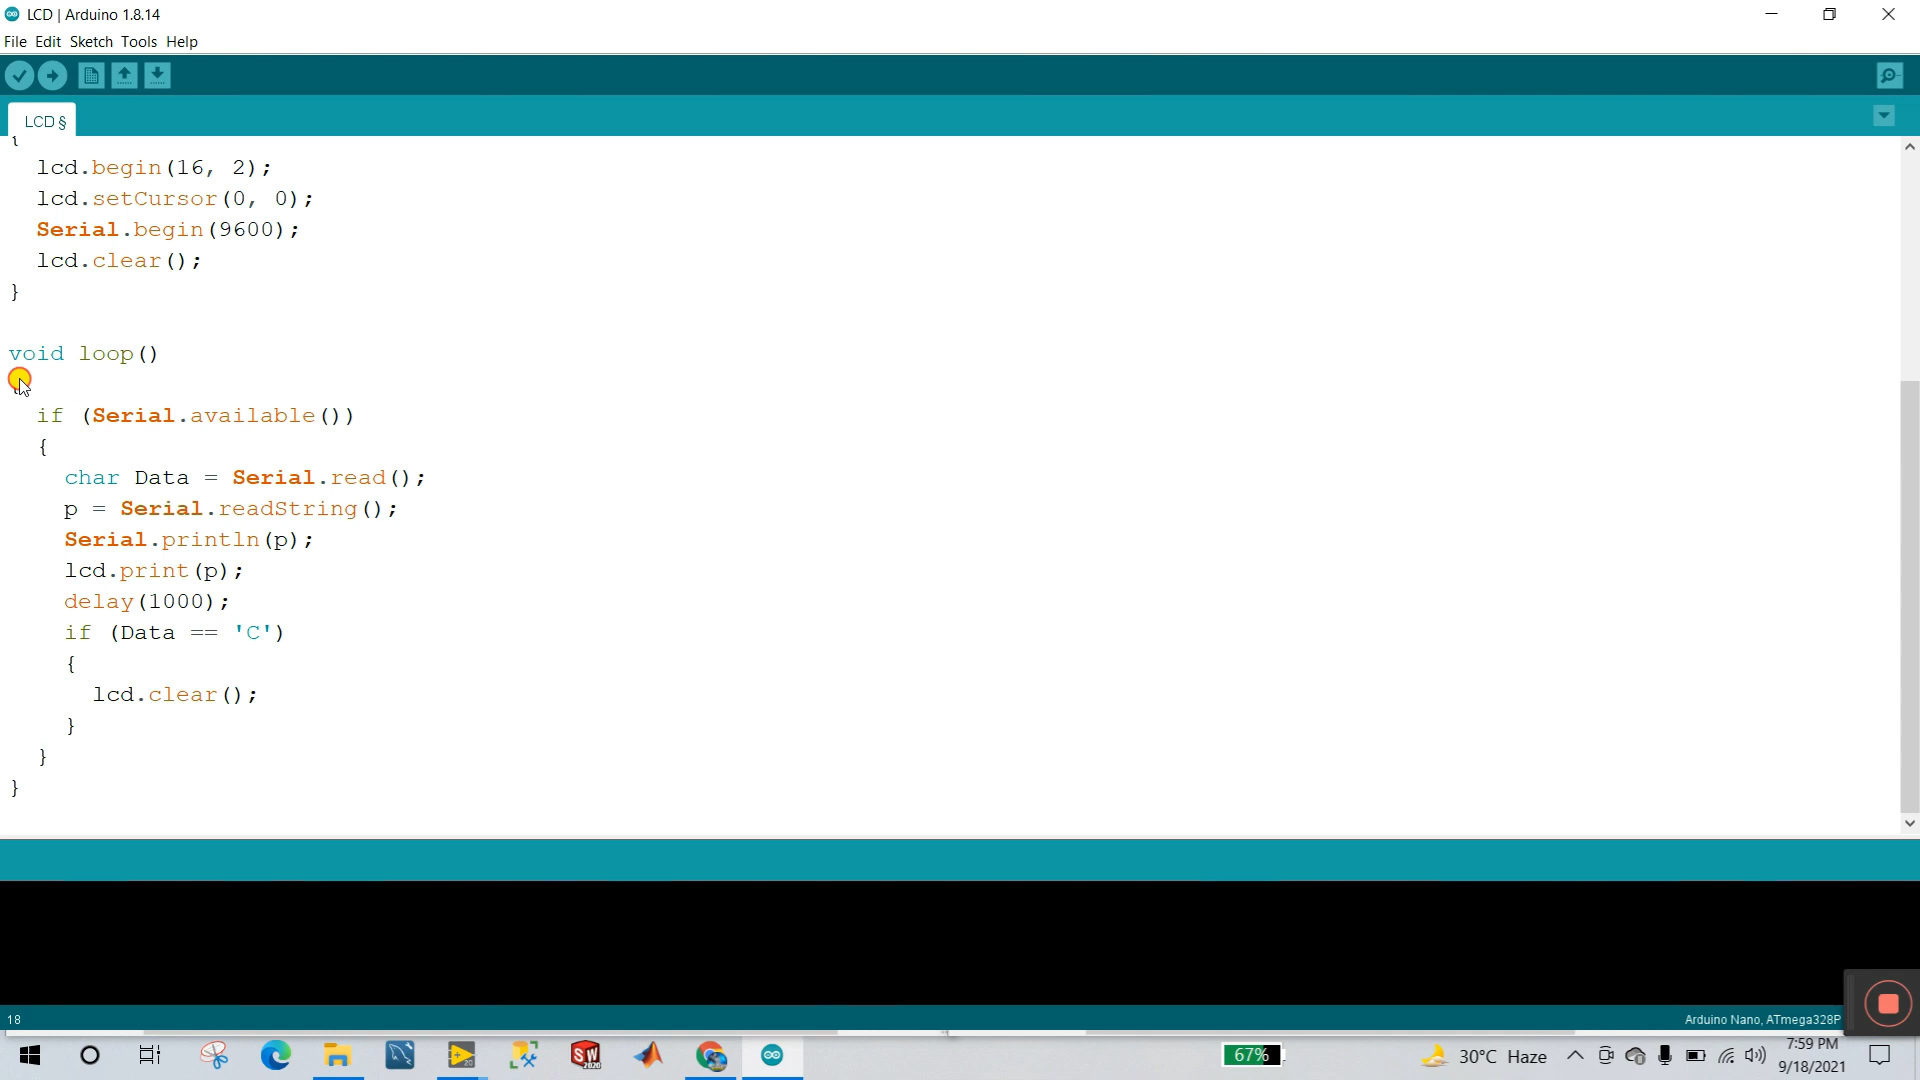 LCD | Arduino 1.8.14
File Edit Sketch Tools Help
LCD §
{
lcd.begin(16, 2);
lcd.setCursor(0, 0);
Serial.begin(9600);
lcd.clear();
}
void loop()
if (Serial.available())
{
char Data = Serial.read();
p = Serial.readString();
Serial.println(p);
lcd.print(p);
delay(1000);
if (Data == 'C')
{
lcd.clear();
}
}
}
18
Arduino Nano, ATmega328P
SW
2020
20
67%
30°C Haze
7:59 PM
9/18/2021